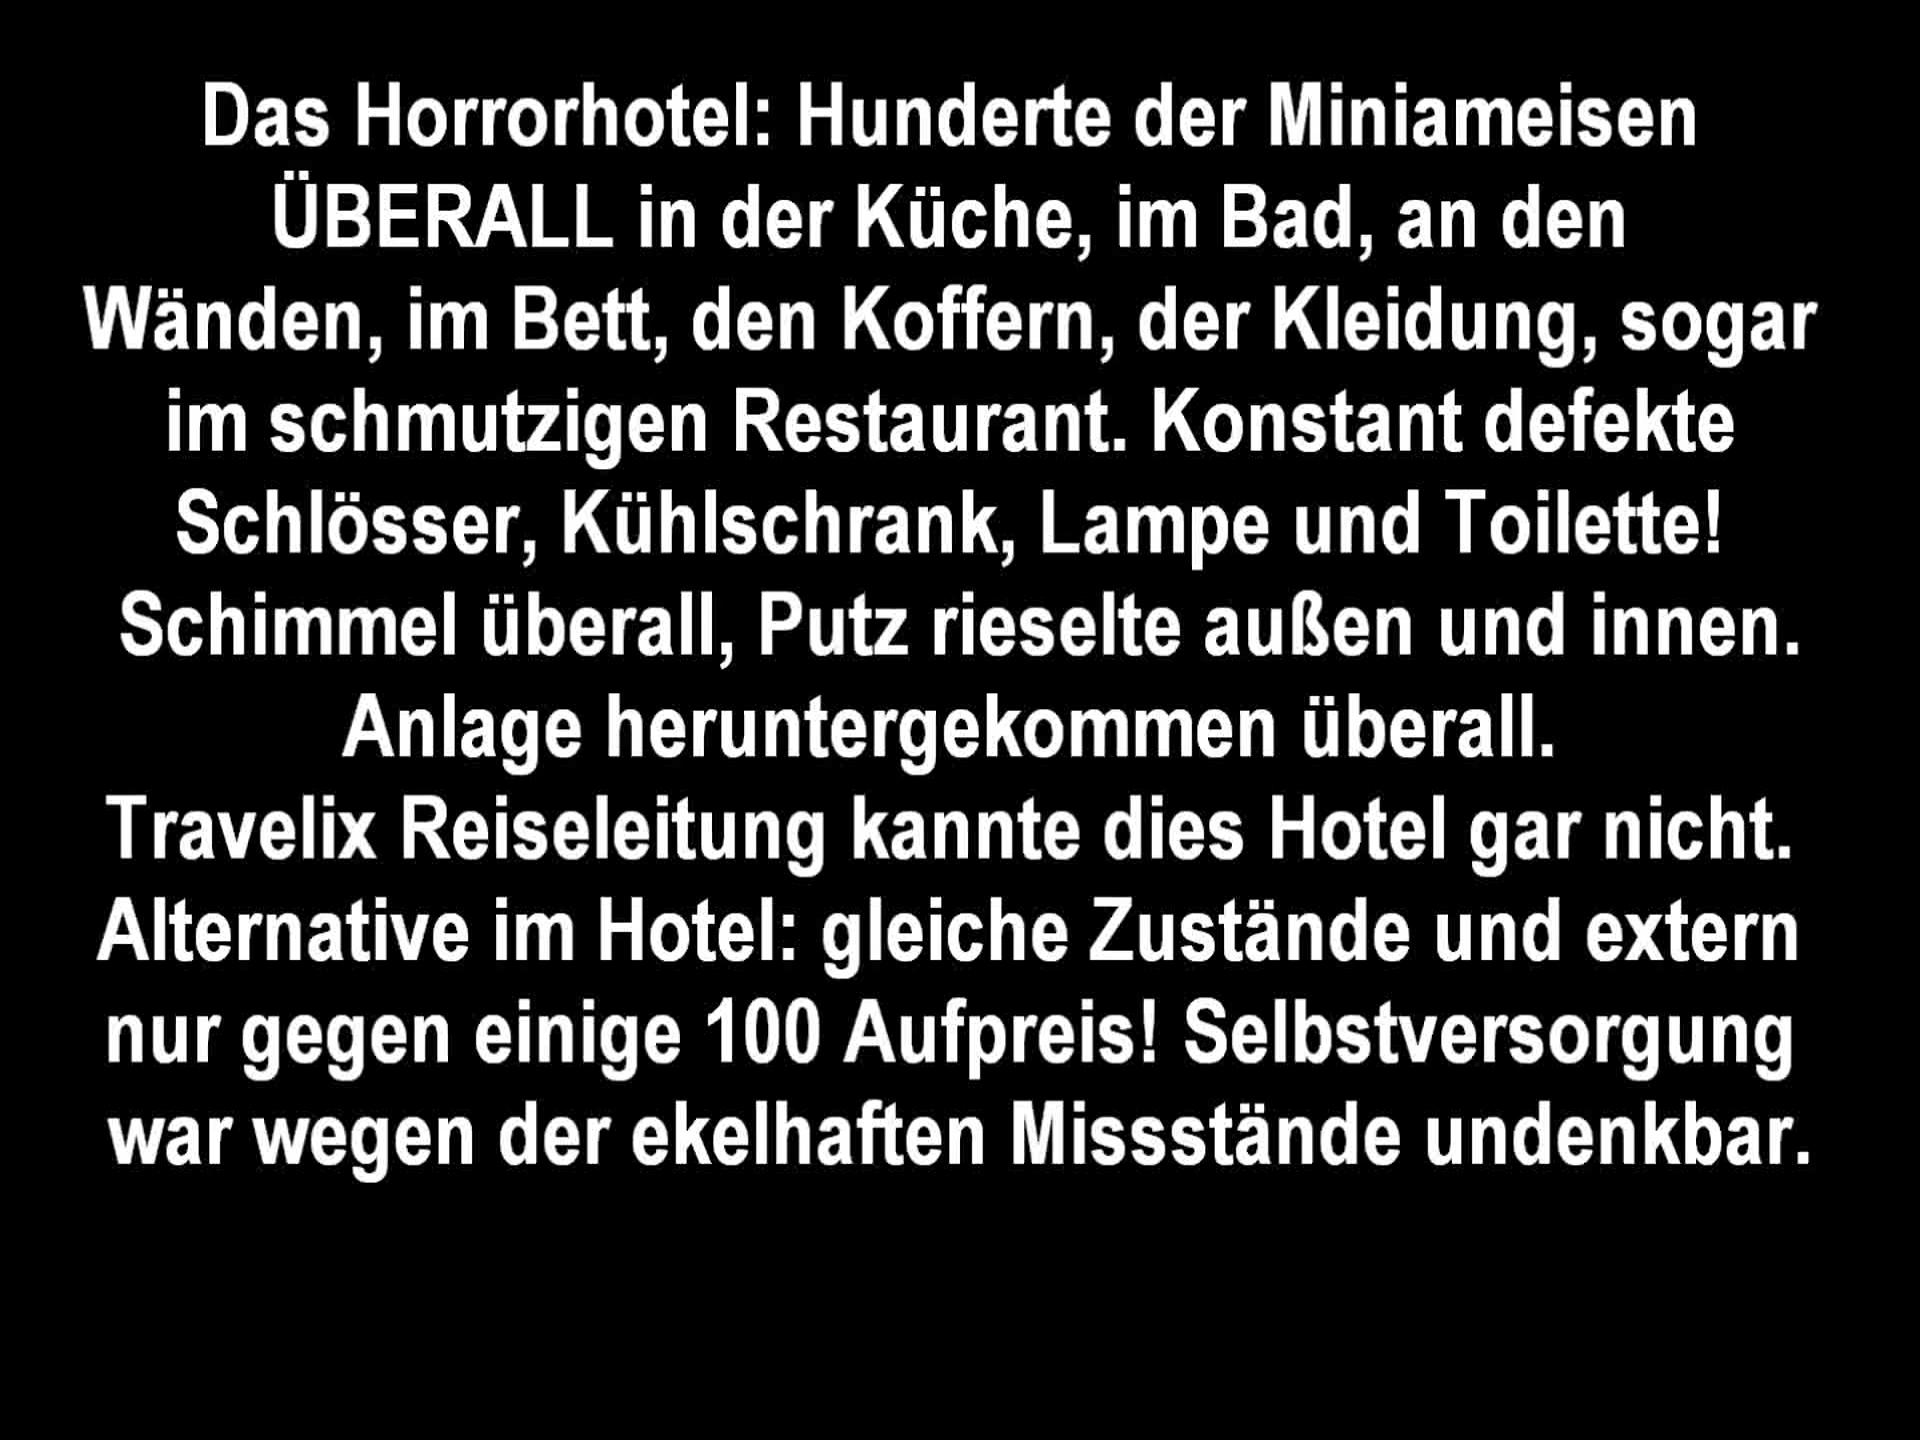 Das Horrorhotel: Hunderte der Miniameisen
ÜBERALL in der Küche, im Bad, an den
Wänden, im Bett, den Koffern, der Kleidung, sogar
im schmutzigen Restaurant. Konstant defekte
Schlösser, Kühlschrank, Lampe und Toilette!
Schimmel überall, Putz rieselte außen und innen.
Anlage heruntergekommen überall.
Travelix Reiseleitung kannte dies Hotel gar nicht.
Alternative im Hotel: gleiche Zustände und extern
nur gegen einige 100 Aufpreis! Selbstversorgung
war wegen der ekelhaften Missstände undenkbar.